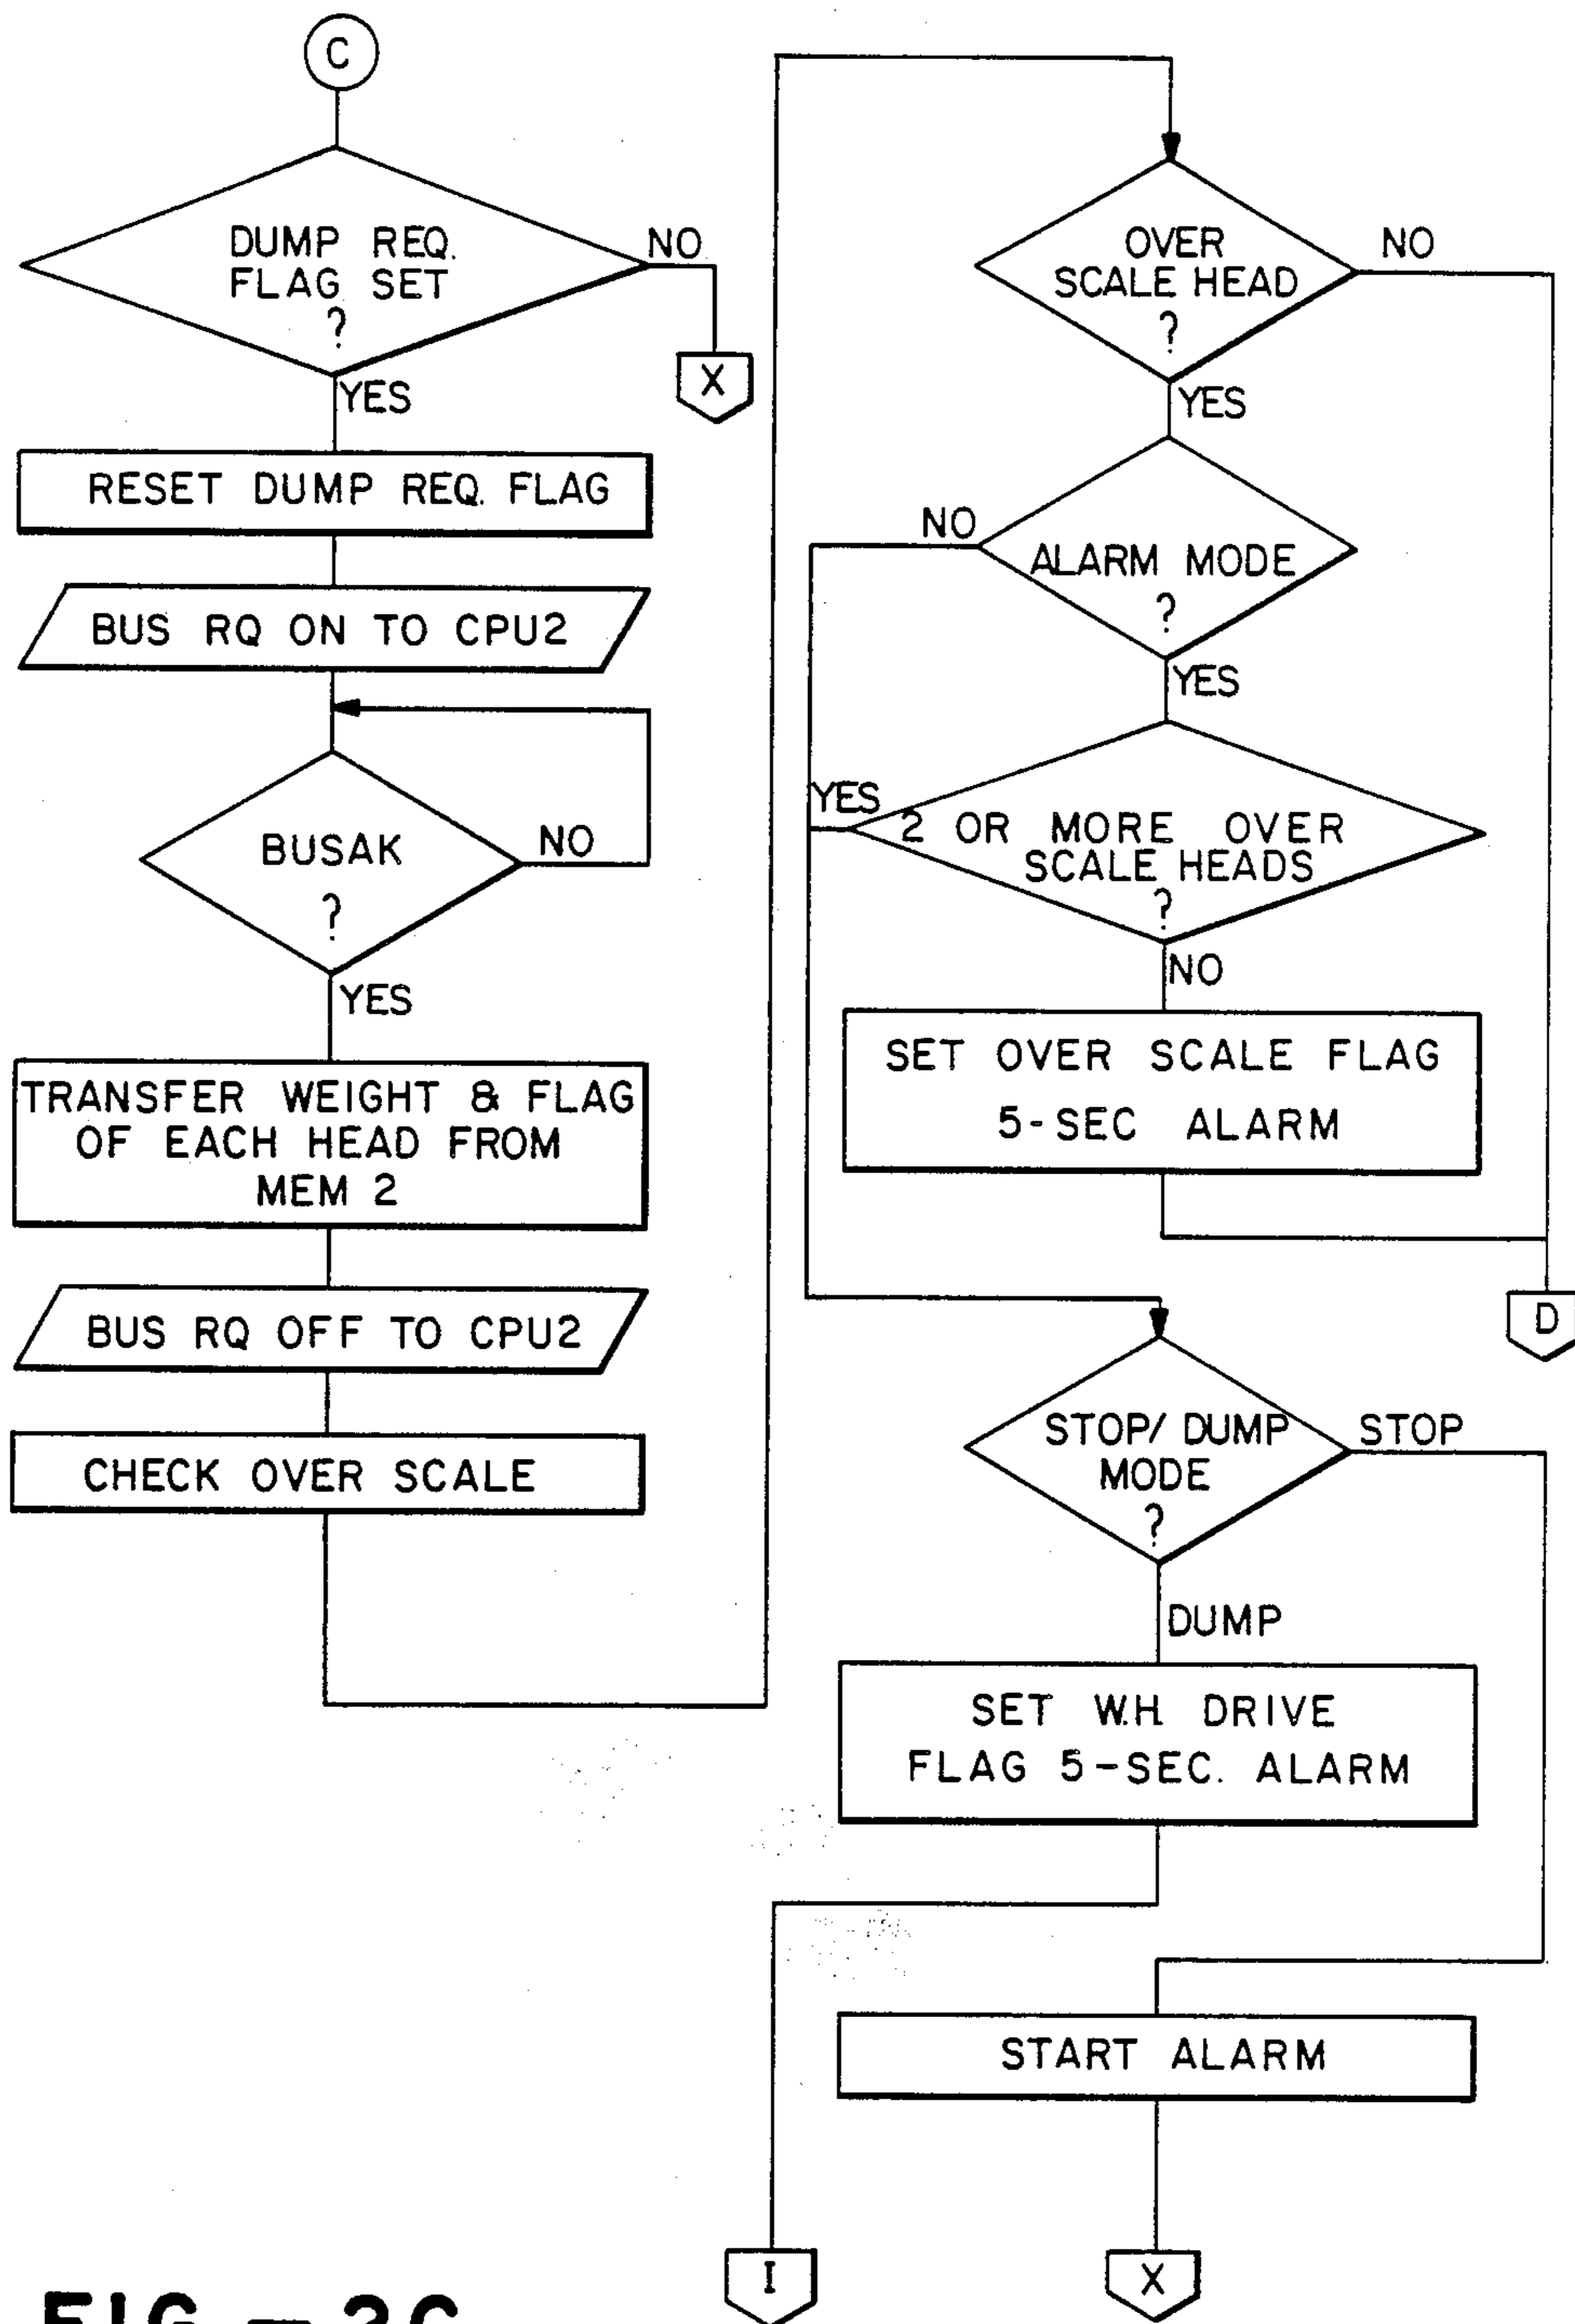 C
DUMP REQ.
FLAG SET
?
NO
X
YES
RESET DUMP REQ. FLAG
BUS RQ ON TO CPU2
BUSAK
?
NO
YES
TRANSFER WEIGHT & FLAG
OF EACH HEAD FROM
MEM 2
BUS RQ OFF TO CPU2
CHECK OVER SCALE
OVER
SCALE HEAD
?
NO
YES
ALARM MODE
?
NO
YES
2 OR MORE OVER
SCALE HEADS
?
YES
NO
SET OVER SCALE FLAG
5-SEC ALARM
D
STOP/ DUMP
MODE
?
STOP
DUMP
SET W.H. DRIVE
FLAG 5-SEC. ALARM
START ALARM
I
X
FIG.-2C